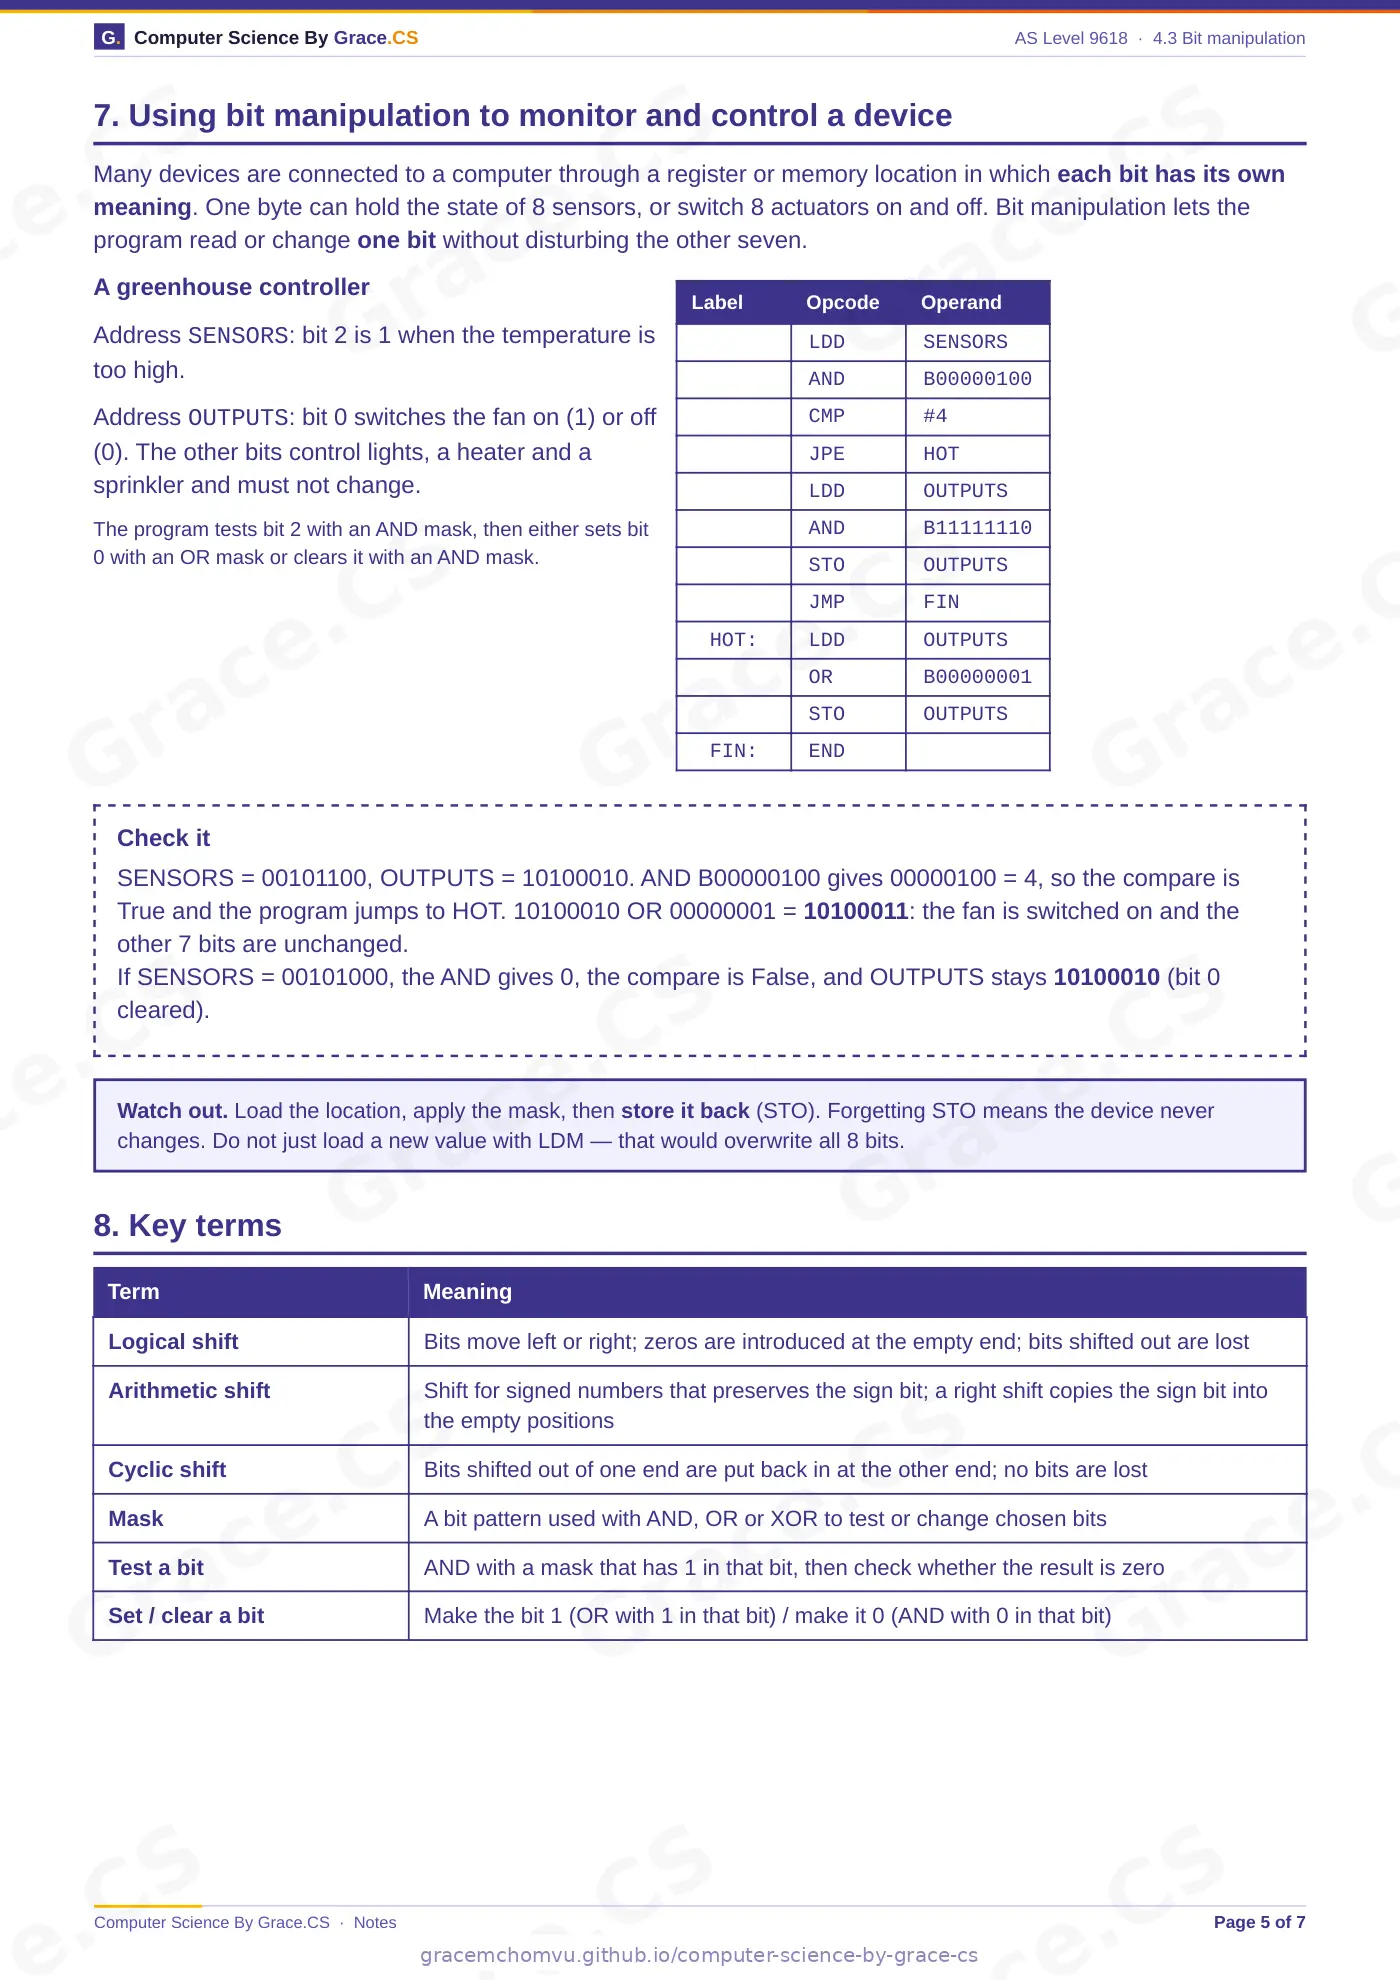 G. Computer Science By Grace.CS
AS Level 9618 · 4.3 Bit manipulation
7. Using bit manipulation to monitor and control a device
Many devices are connected to a computer through a register or memory location in which each bit has its own
meaning. One byte can hold the state of 8 sensors, or switch 8 actuators on and off. Bit manipulation lets the
program read or change one bit without disturbing the other seven.
A greenhouse controller
Address SENSORS: bit 2 is 1 when the temperature is
too high.
Address OUTPUTS: bit 0 switches the fan on (1) or off
(0). The other bits control lights, a heater and a
sprinkler and must not change.
The program tests bit 2 with an AND mask, then either sets bit
0 with an OR mask or clears it with an AND mask.
Label Opcode Operand
LDD SENSORS
AND B00000100
CMP #4
JPE HOT
LDD OUTPUTS
AND B11111110
STO OUTPUTS
JMP FIN
HOT: LDD OUTPUTS
OR B00000001
STO OUTPUTS
FIN: END
Check it
SENSORS = 00101100, OUTPUTS = 10100010. AND B00000100 gives 00000100 = 4, so the compare is
True and the program jumps to HOT. 10100010 OR 00000001 = 10100011: the fan is switched on and the
other 7 bits are unchanged.
If SENSORS = 00101000, the AND gives 0, the compare is False, and OUTPUTS stays 10100010 (bit 0
cleared).
Watch out. Load the location, apply the mask, then store it back (STO). Forgetting STO means the device never
changes. Do not just load a new value with LDM — that would overwrite all 8 bits.
8. Key terms
Term Meaning
Logical shift Bits move left or right; zeros are introduced at the empty end; bits shifted out are lost
Arithmetic shift Shift for signed numbers that preserves the sign bit; a right shift copies the sign bit into
the empty positions
Cyclic shift Bits shifted out of one end are put back in at the other end; no bits are lost
Mask A bit pattern used with AND, OR or XOR to test or change chosen bits
Test a bit AND with a mask that has 1 in that bit, then check whether the result is zero
Set / clear a bit Make the bit 1 (OR with 1 in that bit) / make it 0 (AND with 0 in that bit)
Computer Science By Grace.CS · Notes
Page 5 of 7
gracemchomvu.github.io/computer-science-by-grace-cs